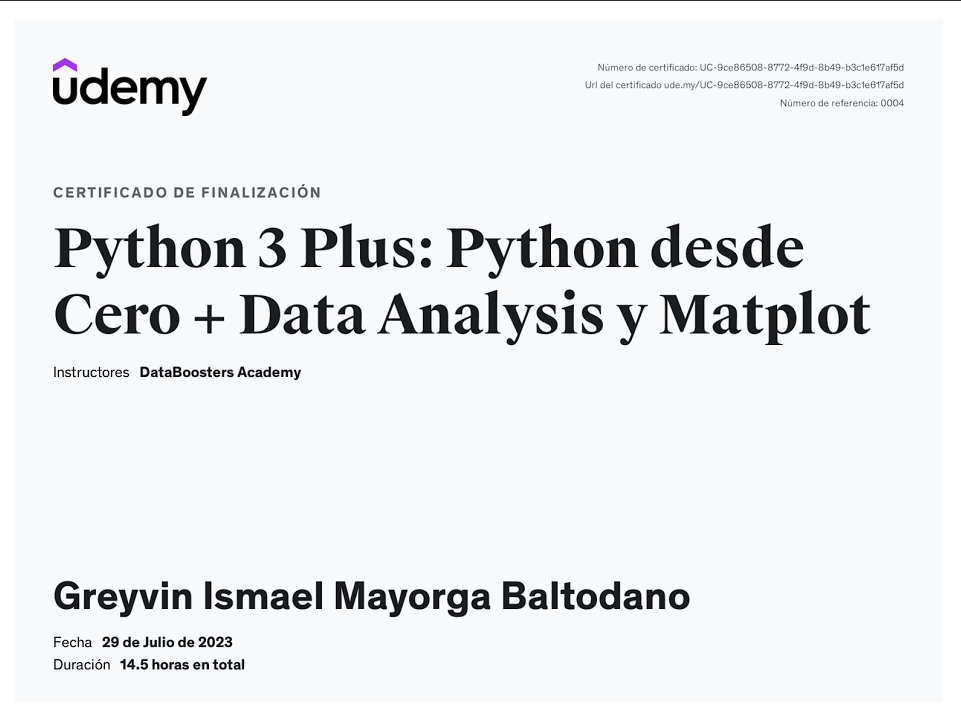 udemy
Número de certificado: UC-9ce86508-8772-4f9d-8b49-b3c1e617af5d
Url del certificado ude.my/UC-9ce86508-8772-4f9d-8b49-b3c1e617af5d
Número de referencia: 0004
CERTIFICADO DE FINALIZACIÓN
Python 3 Plus: Python desde
Cero + Data Analysis y Matplot
Instructores DataBoosters Academy
Greyvin Ismael Mayorga Baltodano
Fecha 29 de Julio de 2023
Duración 14.5 horas en total